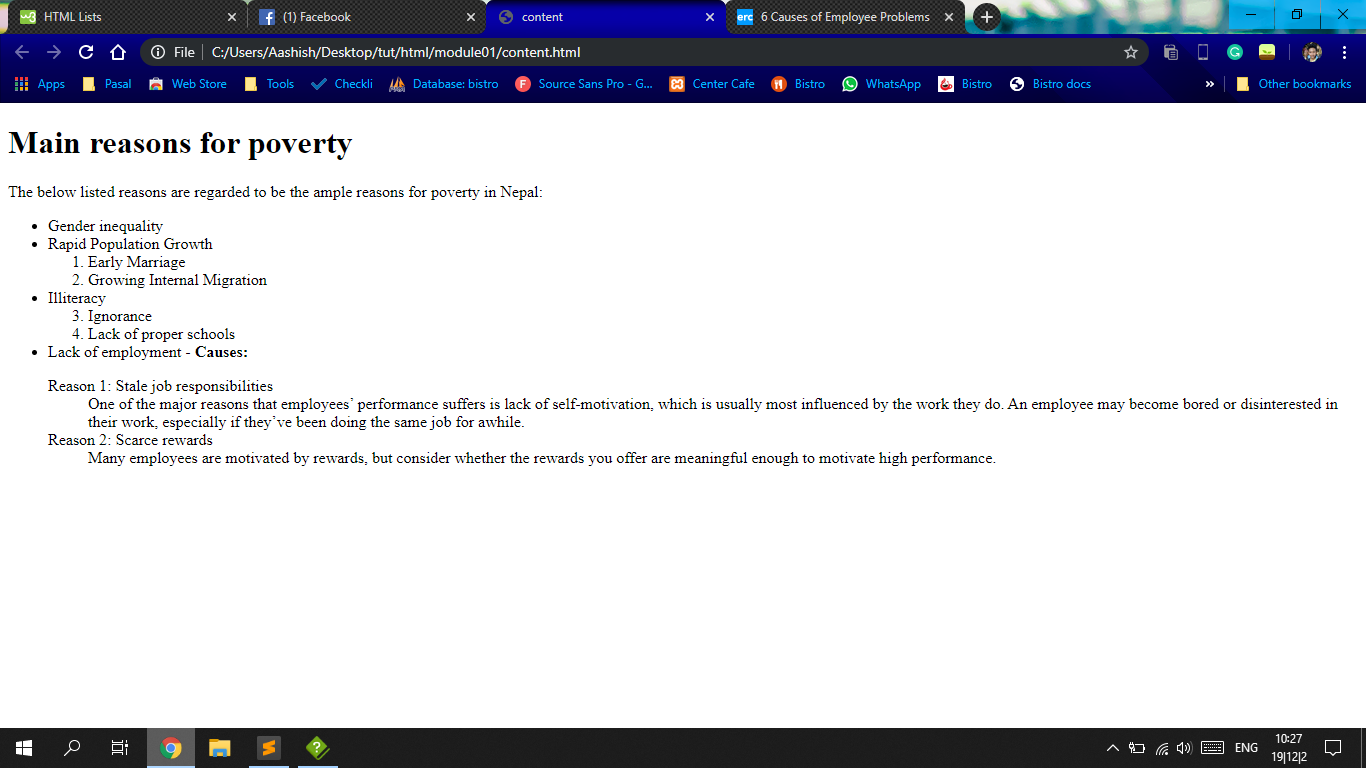 HTML Lists
(1) Facebook
content
6 Causes of Employee Problems
File
C:/Users/Aashish/Desktop/tut/html/module01/content.html
Apps
Pasal
Web Store
Tools
Checkli
Database: bistro
Source Sans Pro - G...
Center Cafe
Bistro
WhatsApp
Bistro
Bistro docs
»
Other bookmarks
Main reasons for poverty
The below listed reasons are regarded to be the ample reasons for poverty in Nepal:
• Gender inequality
• Rapid Population Growth
1. Early Marriage
2. Growing Internal Migration
• Illiteracy
3. Ignorance
4. Lack of proper schools
• Lack of employment - Causes:
Reason 1: Stale job responsibilities
One of the major reasons that employees’ performance suffers is lack of self-motivation, which is usually most influenced by the work they do. An employee may become bored or disinterested in
their work, especially if they’ve been doing the same job for awhile.
Reason 2: Scarce rewards
Many employees are motivated by rewards, but consider whether the rewards you offer are meaningful enough to motivate high performance.
ENG
10:27
19|12|2